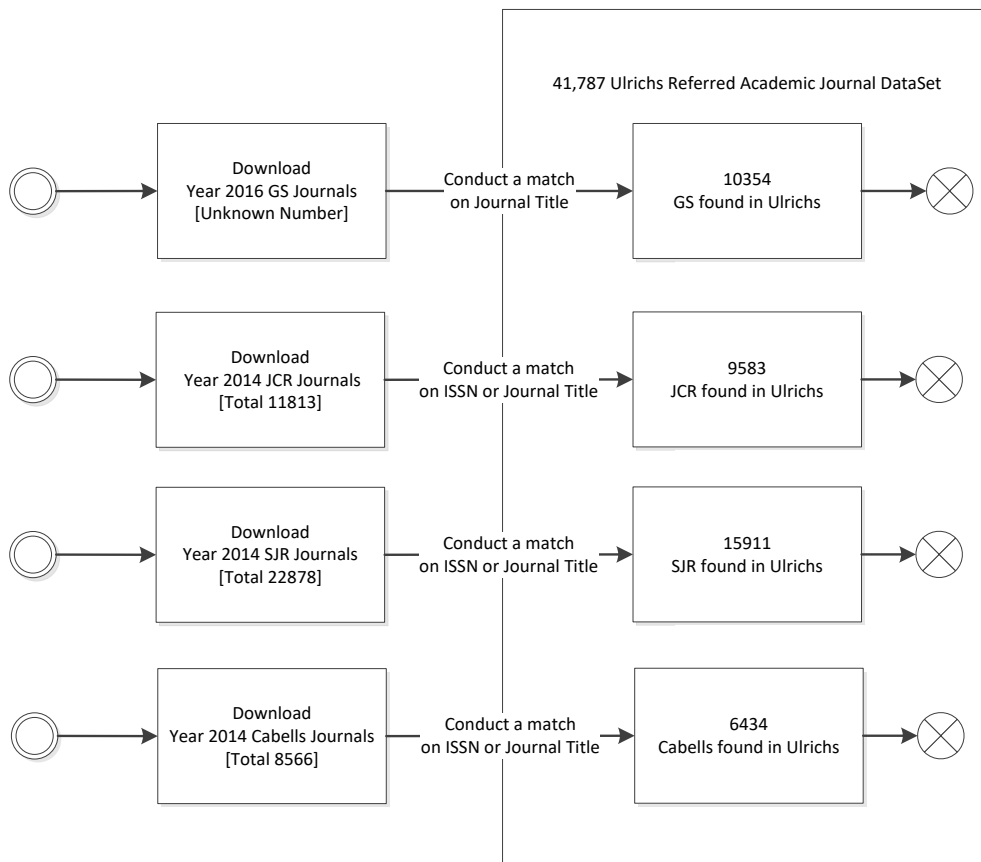 41,787 Ulrichs Referred Academic Journal DataSet
Download
Year 2016 GS Journals
[Unknown Number]
Conduct a match
on Journal Title
10354
GS found in Ulrichs
Download
Year 2014 JCR Journals
[Total 11813]
Conduct a match
on ISSN or Journal Title
9583
JCR found in Ulrichs
Download
Year 2014 SJR Journals
[Total 22878]
Conduct a match
on ISSN or Journal Title
15911
SJR found in Ulrichs
Download
Year 2014 Cabells Journals
[Total 8566]
Conduct a match
on ISSN or Journal Title
6434
Cabells found in Ulrichs